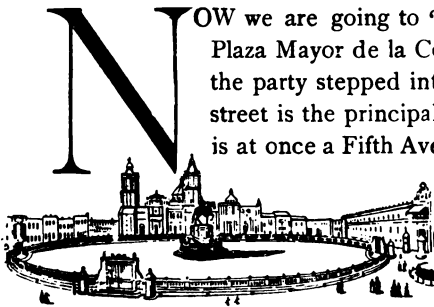 NOW we are going to “
Plaza Mayor de la
the party stepped
street is the principal
is at once a Fifth